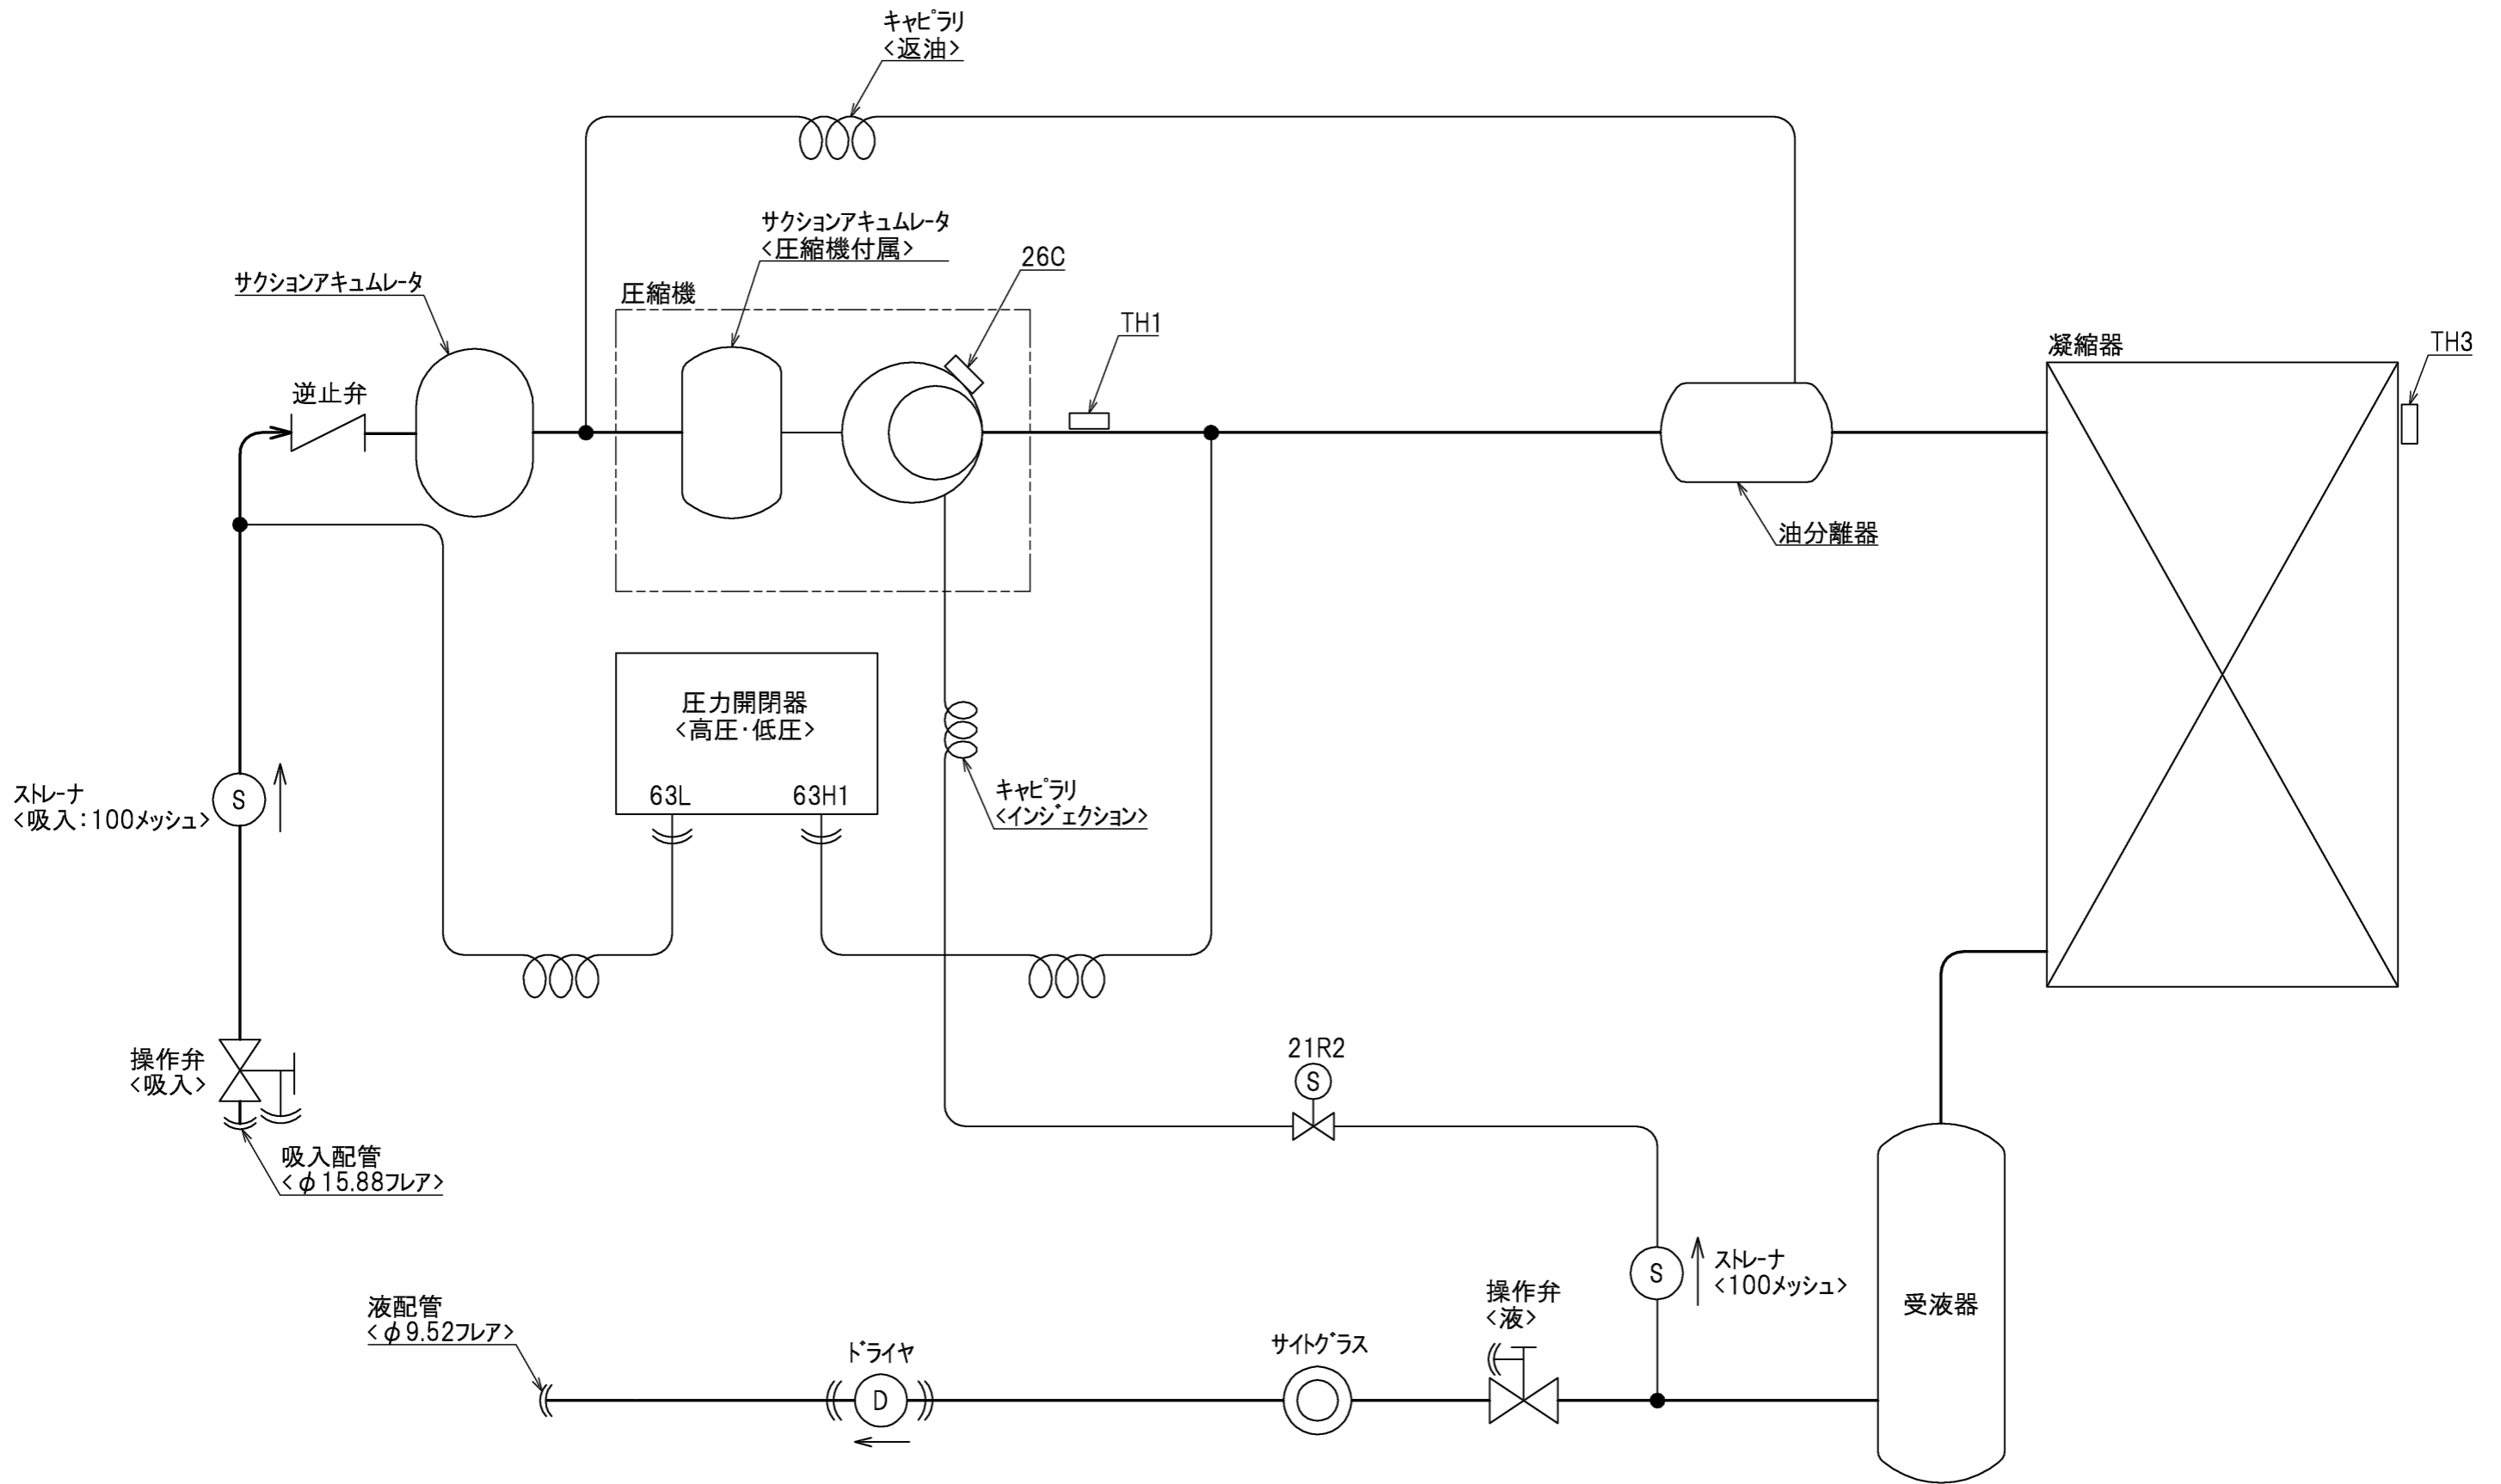 キャピラリ
<返油>
サクションアキュムレータ
<圧縮機付属>
26C
サクションアキュムレータ
圧縮機
TH1
凝縮器
TH3
逆止弁
油分離器
圧力開閉器
<高圧・低圧>
63L
63H1
キャピラリ
<インジェクション>
ストレーナ
<吸入:100メッシュ>
S
操作弁
<吸入>
吸入配管
<φ15.88フレア>
21R2
S
S
ストレーナ
<100メッシュ>
受液器
操作弁
<液>
サイトグラス
ドライヤ
D
液配管
<φ9.52フレア>